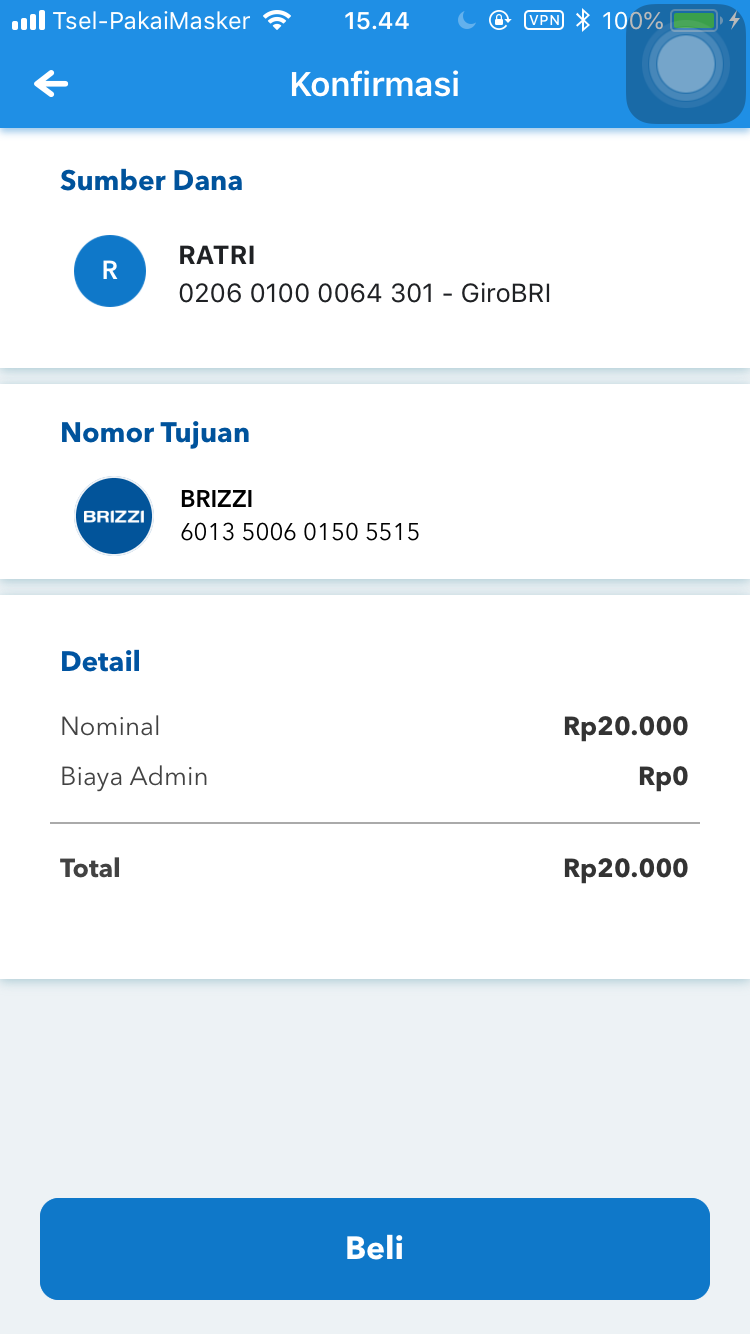 Tsel-PakaiMasker 15.44 VPN 100%
Konfirmasi
Sumber Dana
R
RATRI
0206 0100 0064 301 - GiroBRI
Nomor Tujuan
BRIZZI
BRIZZI
6013 5006 0150 5515
Detail
Nominal Rp20.000
Biaya Admin Rp0
Total Rp20.000
Beli